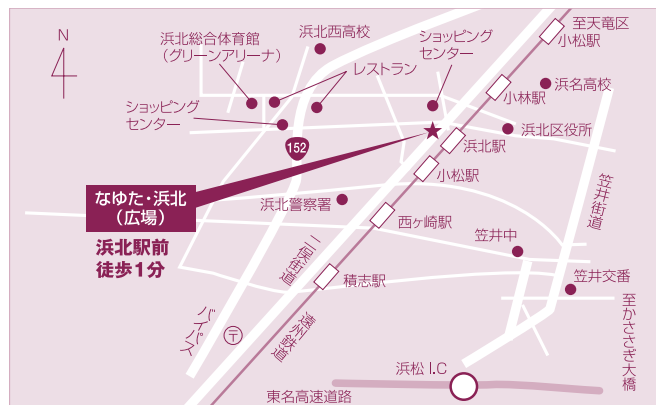 N
浜北総合体育館
(グリーンアリーナ)
浜北西高校
レストラン
ショッピング
センター
ショッピング
センター
至天竜区
小松駅
小林駅
浜名高校
浜北区役所
浜北駅
小松駅
152
なゆた・浜北
(広場)
浜北駅前
徒歩1分
浜北警察署
西ヶ崎駅
笠井街道
笠井中
笠井交番
至かささぎ大橋
積志駅
二俣街道
遠州鉄道
バイパス
〒
浜松 I.C
東名高速道路